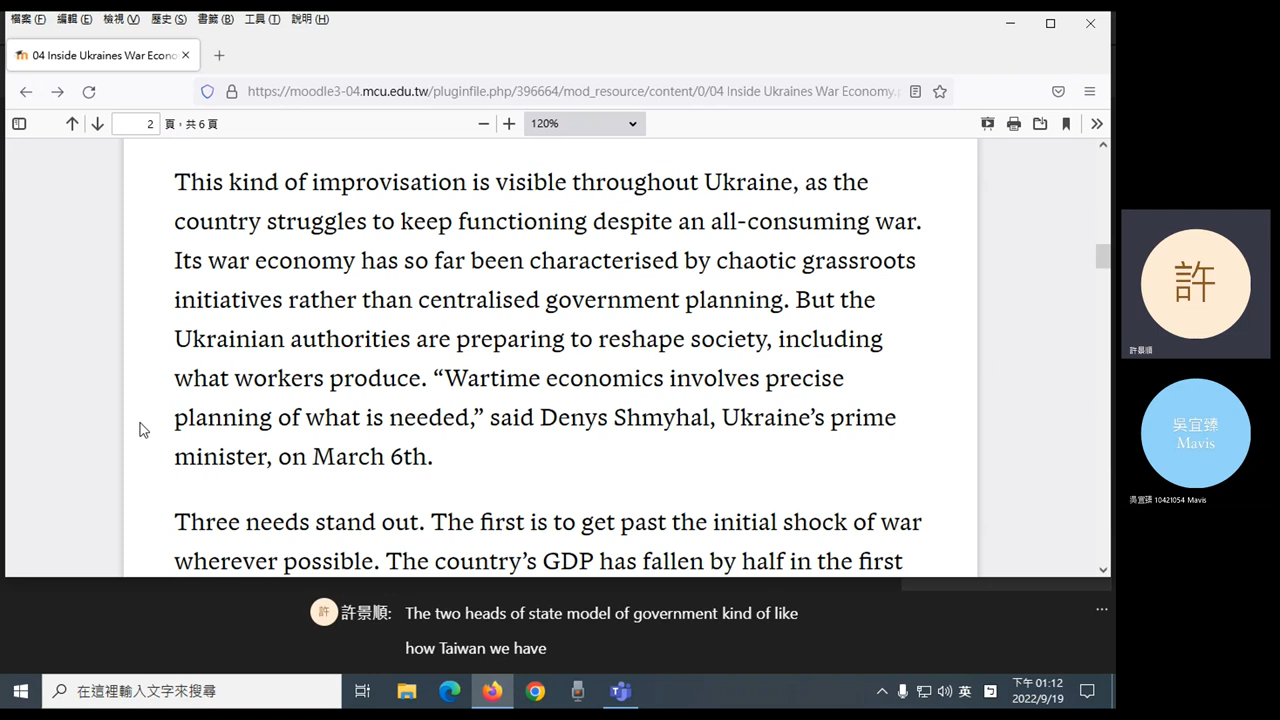 檔案(F) 編輯(E) 檢視(V) 歷史(S) 書籤(B) 工具(T) 說明(H)
04 Inside Ukraines War Econo
https://moodle3-04.mcu.edu.tw/pluginfile.php/396664/mod_resource/content/0/04 Inside Ukraines War Economy.p
2 頁，共 6 頁 120%
This kind of improvisation is visible throughout Ukraine, as the
country struggles to keep functioning despite an all-consuming war.
Its war economy has so far been characterised by chaotic grassroots
initiatives rather than centralised government planning. But the
Ukrainian authorities are preparing to reshape society, including
what workers produce. “Wartime economics involves precise
planning of what is needed,” said Denys Shmyhal, Ukraine’s prime
minister, on March 6th.
Three needs stand out. The first is to get past the initial shock of war
wherever possible. The country’s GDP has fallen by half in the first
許
許景順
吳宜臻
Mavis
吳宜臻 10421054 Mavis
許 許景順: The two heads of state model of government kind of like
how Taiwan we have
在這裡輸入文字來搜尋
英
下午 01:12
2022/9/19